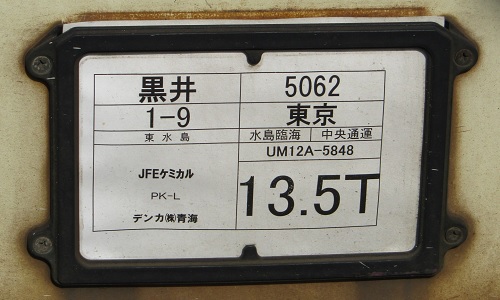 黒井 5062
1-9 東京
東水島 水島臨海 中央通運
UM12A-5848
JFEケミカル
PK-L 13.5T
デンカ㈱青海